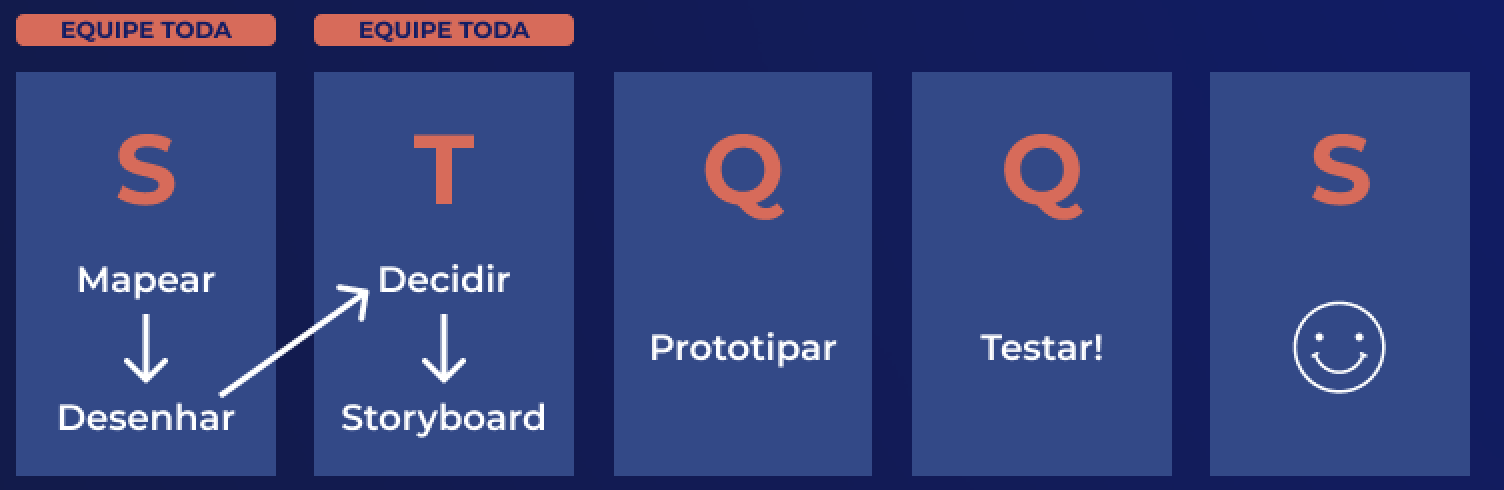 EQUIPE TODA
EQUIPE TODA
S
Mapear
Desenhar
T
Decidir
Storyboard
Q
Prototipar
Q
Testar!
S